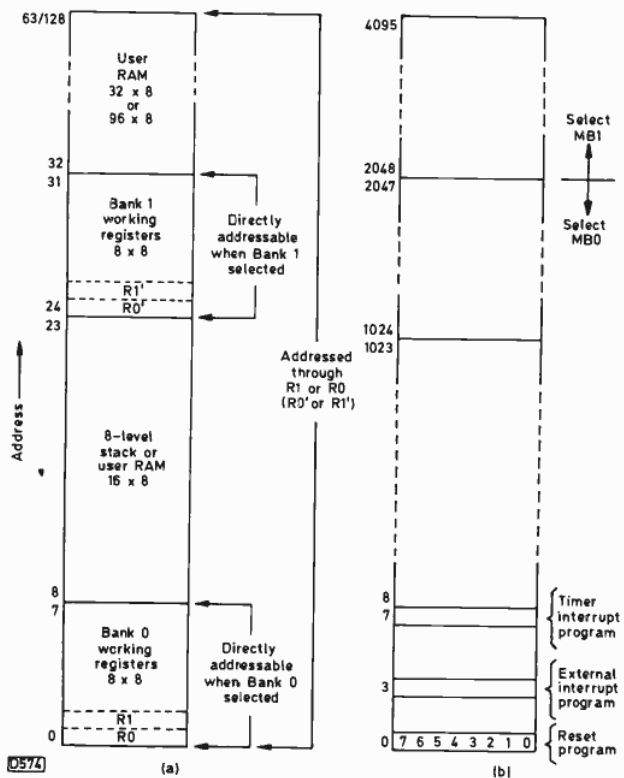 63/128
User
RAM
32 x 8
or
96 x 8
32
31
Bank 1
working
registers
8 x 8
R1'
24
R0'
23
Directly
addressable
when Bank 1
selected
Address
8-level
stack or
user RAM
16 x 8
Addressed
through
R1 or R0
(R0' or R1')
8
7
Bank 0
working
registers
8 x 8
R1
0
R0
Directly
addressable
when Bank 0
selected
D574
(a)
4095
Select
MB1
2048
2047
Select
MB0
1024
1023
8
7
Timer
interrupt
program
3
External
interrupt
program
0
7 6 5 4 3 2 1 0
Reset
program
(b)